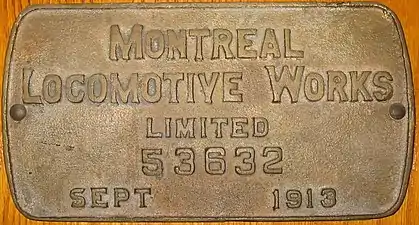 MONTREAL
LOCOMOTIVE WORKS
LIMITED
53632
SEPT 1913